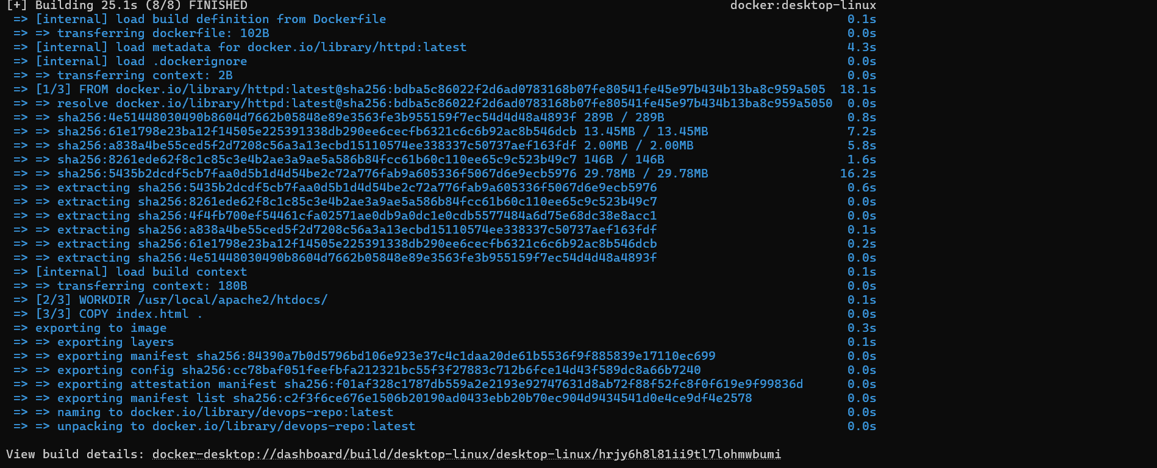 [+] Building 25.1s (8/8) FINISHED docker:desktop-linux
=> [internal] load build definition from Dockerfile 0.1s
=> => transferring dockerfile: 102B 0.0s
=> [internal] load metadata for docker.io/library/httpd:latest 4.3s
=> [internal] load .dockerignore 0.0s
=> => transferring context: 2B 0.0s
=> [1/3] FROM docker.io/library/httpd:latest@sha256:bdba5c86022f2d6ad0783168b07fe80541fe45e97b434b13ba8c959a505 18.1s
=> => resolve docker.io/library/httpd:latest@sha256:bdba5c86022f2d6ad0783168b07fe80541fe45e97b434b13ba8c959a5050 0.0s
=> => sha256:4e51448030490b8604d7662b05848e89e3563fe3b955159f7ec54d4d48a4893f 289B / 289B 0.8s
=> => sha256:61e1798e23ba12f14505e225391338db290ee6cecfb6321c6c6b92ac8b546dcb 13.45MB / 13.45MB 7.2s
=> => sha256:a838a4be55ced5f2d7208c56a3a13ecbd15110574ee338337c50737aef163fdf 2.00MB / 2.00MB 5.8s
=> => sha256:8261ede62f8c1c85c3e4b2ae3a9ae5a586b84fcc61b60c110ee65c9c523b49c7 146B / 146B 1.6s
=> => sha256:5435b2dcdf5cb7faa0d5b1d4d54be2c72a776fab9a605336f5067d6e9ecb5976 29.78MB / 29.78MB 16.2s
=> => extracting sha256:5435b2dcdf5cb7faa0d5b1d4d54be2c72a776fab9a605336f5067d6e9ecb5976 0.6s
=> => extracting sha256:8261ede62f8c1c85c3e4b2ae3a9ae5a586b84fcc61b60c110ee65c9c523b49c7 0.0s
=> => extracting sha256:4f4fb700ef54461cfa02571ae0db9a0dc1e0cdb5577484a6d75e68dc38e8acc1 0.0s
=> => extracting sha256:a838a4be55ced5f2d7208c56a3a13ecbd15110574ee338337c50737aef163fdf 0.1s
=> => extracting sha256:61e1798e23ba12f14505e225391338db290ee6cecfb6321c6c6b92ac8b546dcb 0.2s
=> => extracting sha256:4e51448030490b8604d7662b05848e89e3563fe3b955159f7ec54d4d48a4893f 0.0s
=> [internal] load build context 0.1s
=> => transferring context: 180B 0.0s
=> [2/3] WORKDIR /usr/local/apache2/htdocs/ 0.1s
=> [3/3] COPY index.html . 0.0s
=> exporting to image 0.3s
=> => exporting layers 0.1s
=> => exporting manifest sha256:84390a7b0d5796bd106e923e37c4c1daa20de61b5536f9f885839e17110ec699 0.0s
=> => exporting config sha256:cc78baf051feefbfa212321bc55f3f27883c712b6fce14d43f589dc8a66b7240 0.0s
=> => exporting attestation manifest sha256:f01af328c1787db559a2e2193e92747631d8ab72f88f52fc8f0f619e9f99836d 0.0s
=> => exporting manifest list sha256:c2f3f6ce676e1506b20190ad0433ebb20b70ec904d9434541d0e4ce9df4e2578 0.0s
=> => naming to docker.io/library/devops-repo:latest 0.0s
=> => unpacking to docker.io/library/devops-repo:latest 0.0s
View build details: docker-desktop://dashboard/build/desktop-linux/desktop-linux/hrjy6h8l81ii9tl7lohmwbumi